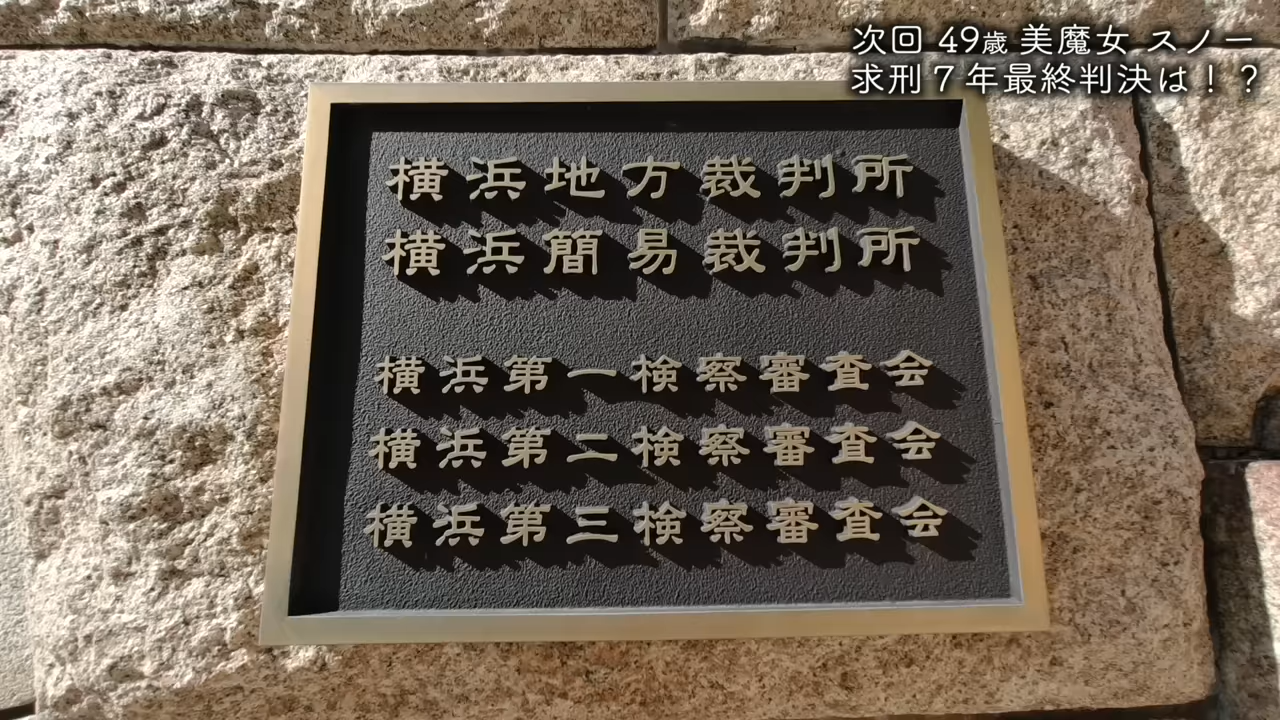 次回 49歳 美魔女 スノー
求刑７年最終判決は！？
横浜地方裁判所
横浜簡易裁判所
横浜第一検察審査会
横浜第二検察審査会
横浜第三検察審査会